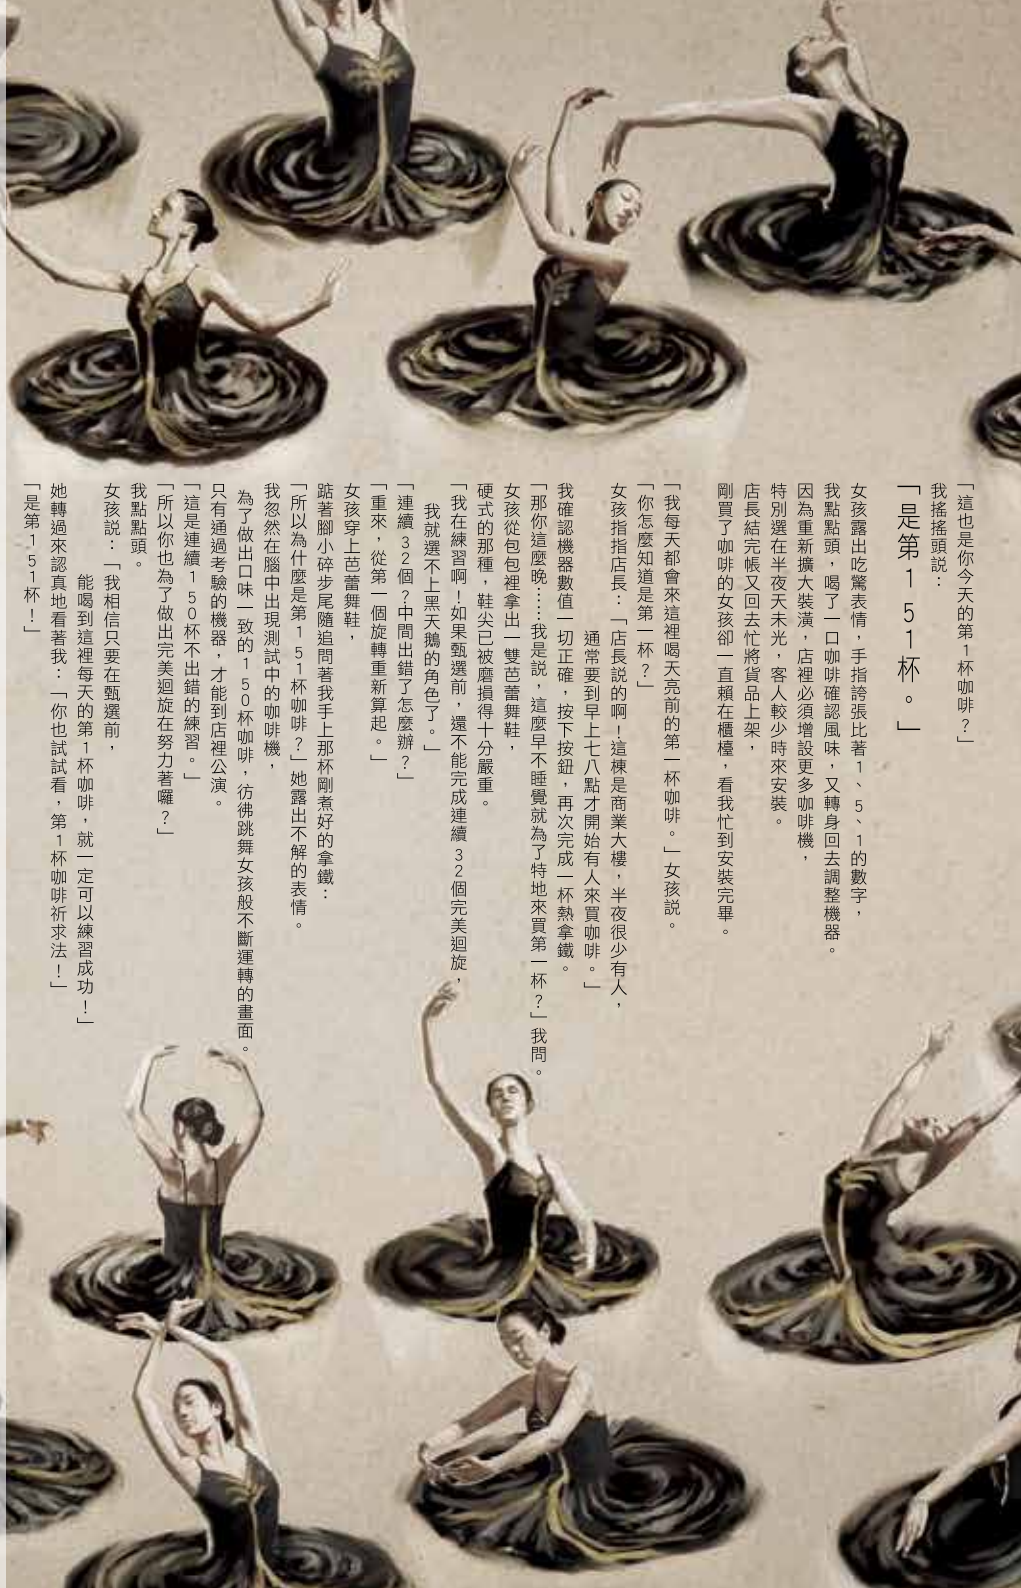 「這也是你今天的第1杯咖啡？」
我搖搖頭說：
「是第151杯。」
女孩露出吃驚表情，手指誇張比著1、5、1的數字，
我點點頭，喝了一口咖啡確認風味，又轉身回去調整機器。
因為重新擴大裝潢，店裡必須增設更多咖啡機，
特別選在半夜天未光，客人較少時來安裝。
店長結完帳又回去忙將貨品上架，
剛買了咖啡的女孩卻一直賴在櫃檯，看我忙到安裝完畢。
「我每天都會來這裡喝天亮前的第一杯咖啡。」女孩說。
「你怎麼知道是第一杯？」
女孩指指店長：「店長說的啊！這棟是商業大樓，半夜很少有人，
通常要到早上七八點才開始有人來買咖啡。」
我確認機器數值一切正確，按下按鈕，再次完成一杯熱拿鐵。
「那你這麼晚……我是說，這麼早不睡覺就為了特地來買第一杯？」我問。
女孩從包包裡拿出一雙芭蕾舞鞋，
硬式的那種，鞋尖已被磨損得十分嚴重。
「我在練習啊！如果甄選前，還不能完成連續32個完美迴旋，
我就選不上黑天鵝的角色了。」
「連續32個？中間出錯了怎麼辦？」
「重來，從第一個旋轉重新算起。」
女孩穿上芭蕾舞鞋，
踮著腳小碎步尾隨追問著我手上那杯剛煮好的拿鐵：
「所以為什麼是第151杯咖啡？」她露出不解的表情。
我忽然在腦中出現測試中的咖啡機，
為了做出口味一致的150杯咖啡，彷彿跳舞女孩般不斷運轉的畫面。
只有通過考驗的機器，才能到店裡公演。
「這是連續150杯不出錯的練習。」
「所以你也為了做出完美迴旋在努力著囉？」
我點點頭。
女孩說：「我相信只要在甄選前，
能喝到這裡每天的第1杯咖啡，就一定可以練習成功！」
她轉過來認真地看著我：「你也試試看，第1杯咖啡祈求法！」
「是第151杯！」